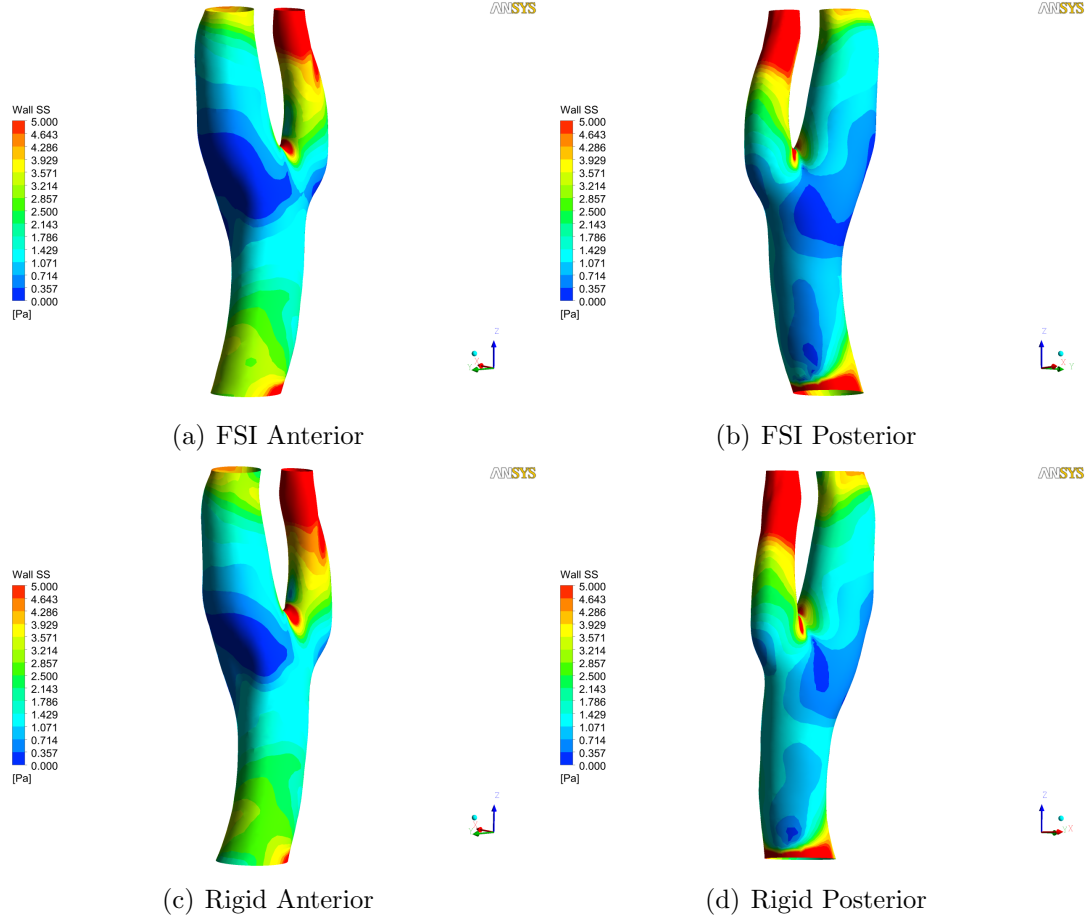 ANSYS
Wall SS
5.000
4.643
4.286
3.929
3.571
3.214
2.857
2.500
2.143
1.786
1.429
1.071
0.714
0.357
0.000
[Pa]
Z
X
Y
(a) FSI Anterior
ANSYS
Wall SS
5.000
4.643
4.286
3.929
3.571
3.214
2.857
2.500
2.143
1.786
1.429
1.071
0.714
0.357
0.000
[Pa]
Z
X
Y
(b) FSI Posterior
ANSYS
Wall SS
5.000
4.643
4.286
3.929
3.571
3.214
2.857
2.500
2.143
1.786
1.429
1.071
0.714
0.357
0.000
[Pa]
Z
X
Y
(c) Rigid Anterior
ANSYS
Wall SS
5.000
4.643
4.286
3.929
3.571
3.214
2.857
2.500
2.143
1.786
1.429
1.071
0.714
0.357
0.000
[Pa]
Z
YX
(d) Rigid Posterior